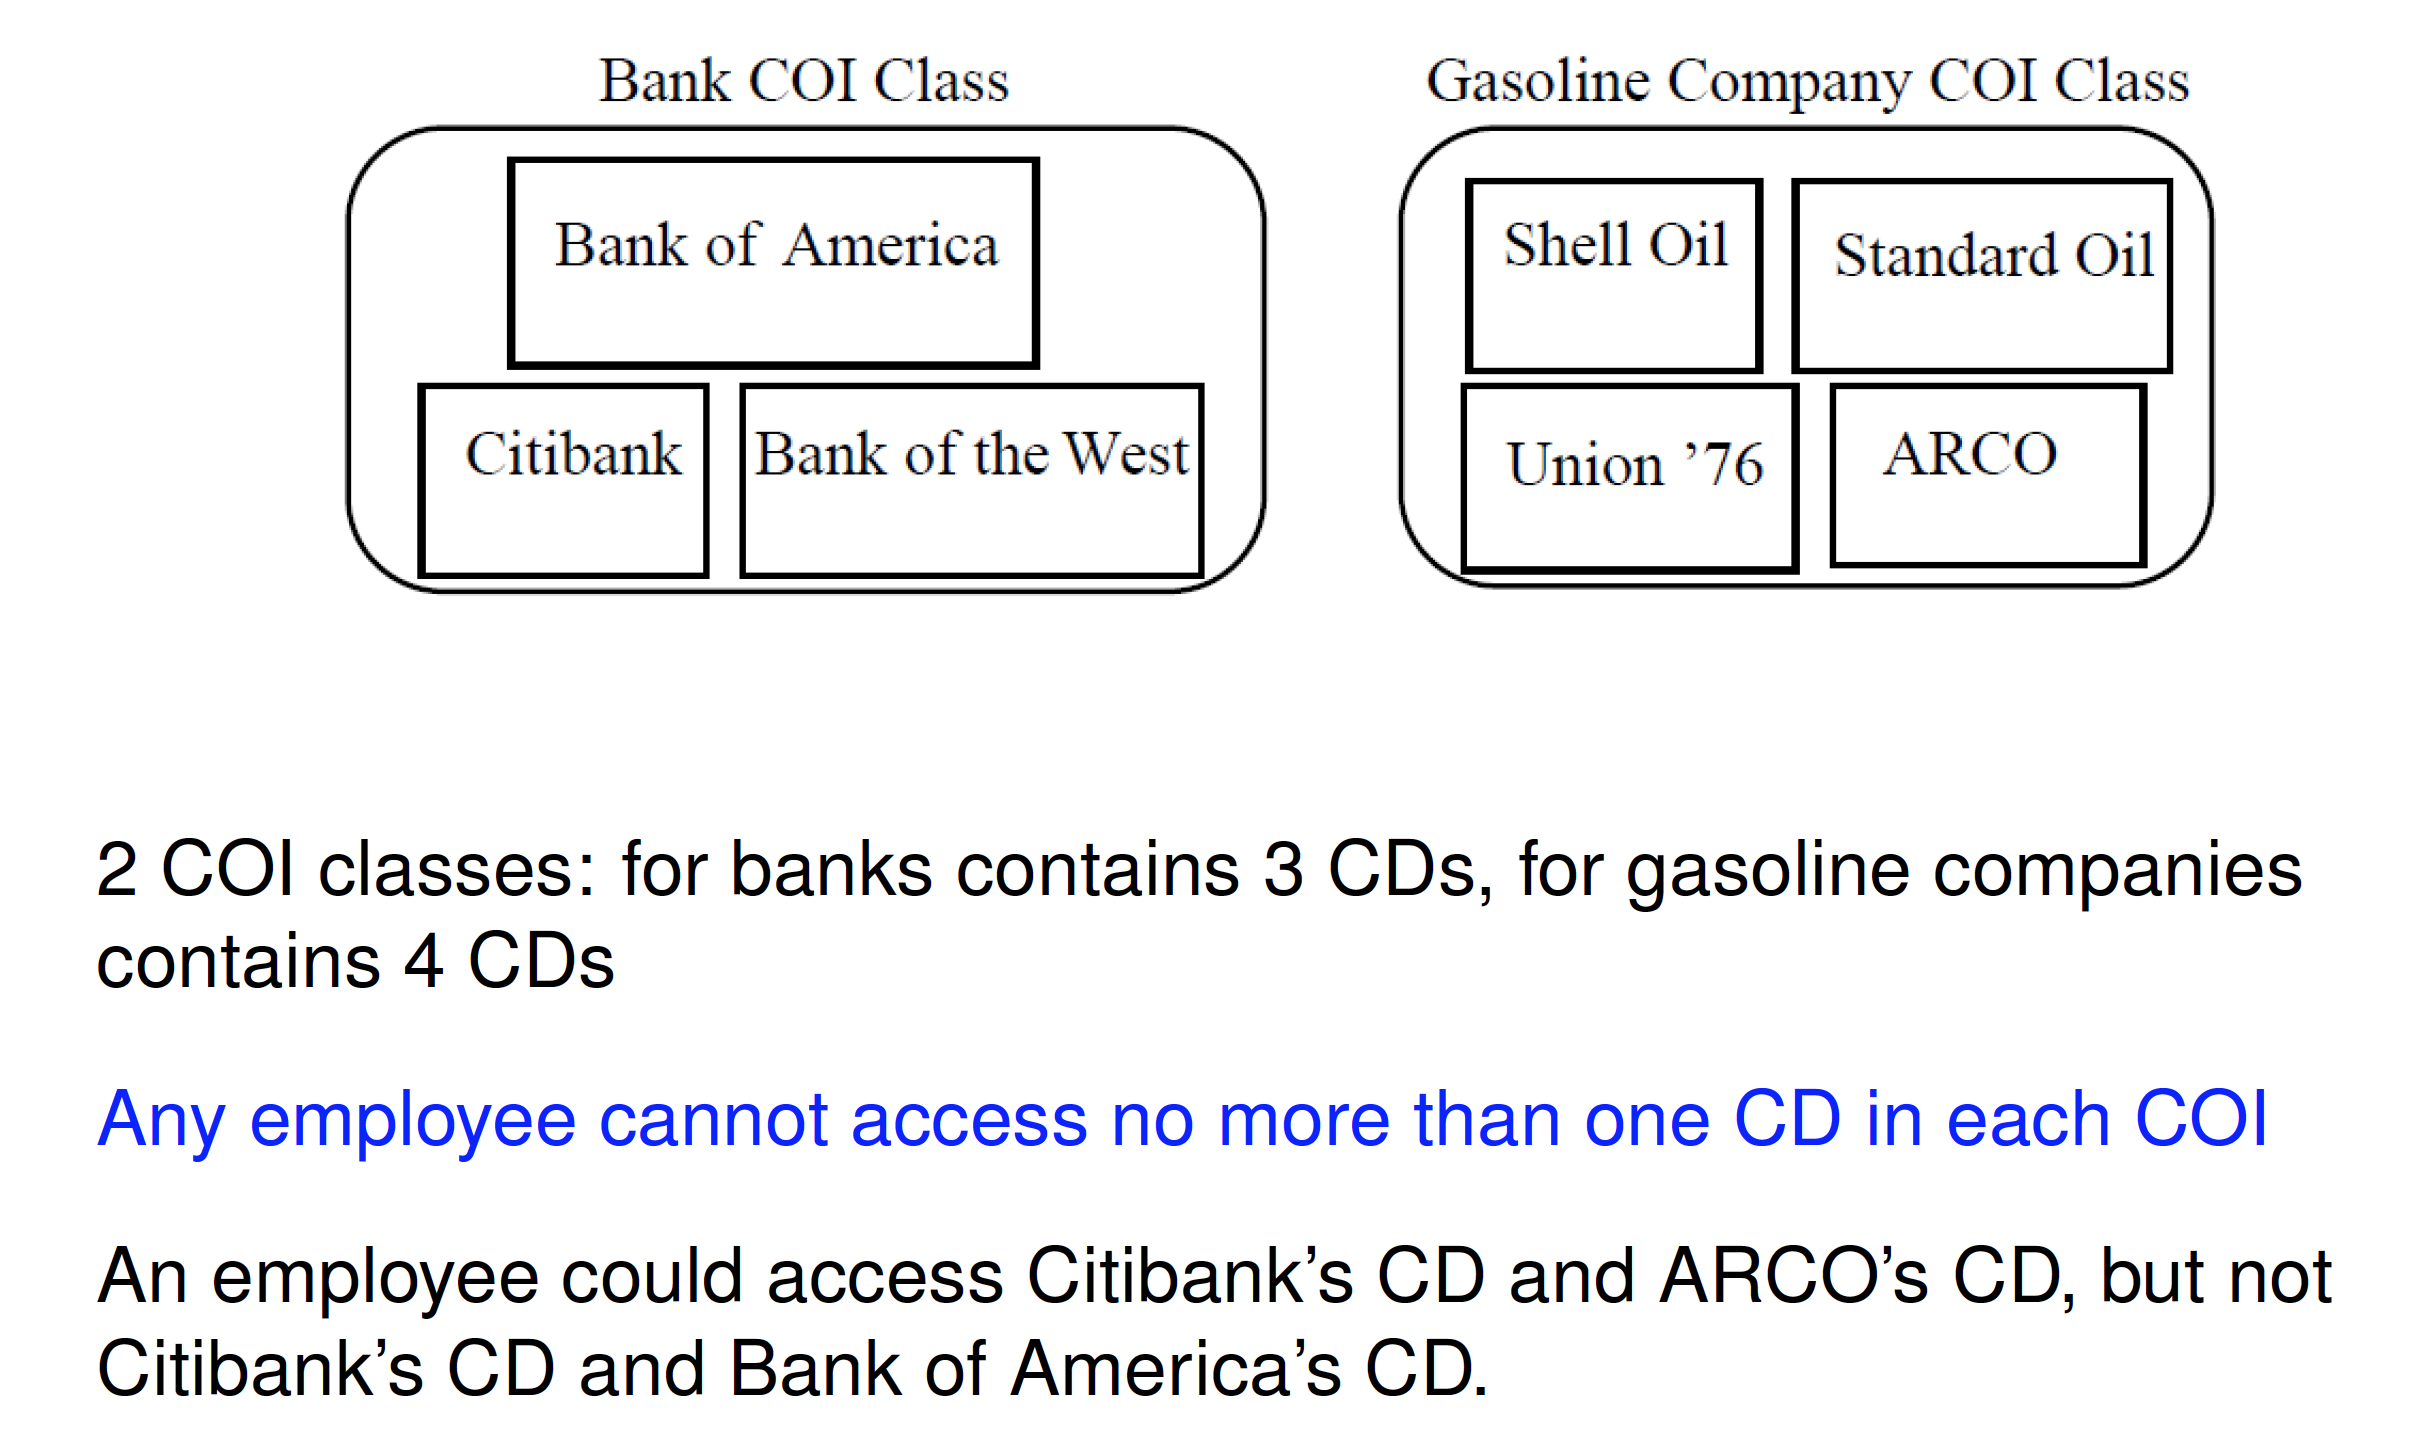 Bank COI Class
Gasoline Company COI Class
Bank of America
Citibank
Bank of the West
Shell Oil
Standard Oil
Union ’76
ARCO
2 COI classes: for banks contains 3 CDs, for gasoline companies
contains 4 CDs
Any employee cannot access no more than one CD in each COI
An employee could access Citibank’s CD and ARCO’s CD, but not
Citibank’s CD and Bank of America’s CD.